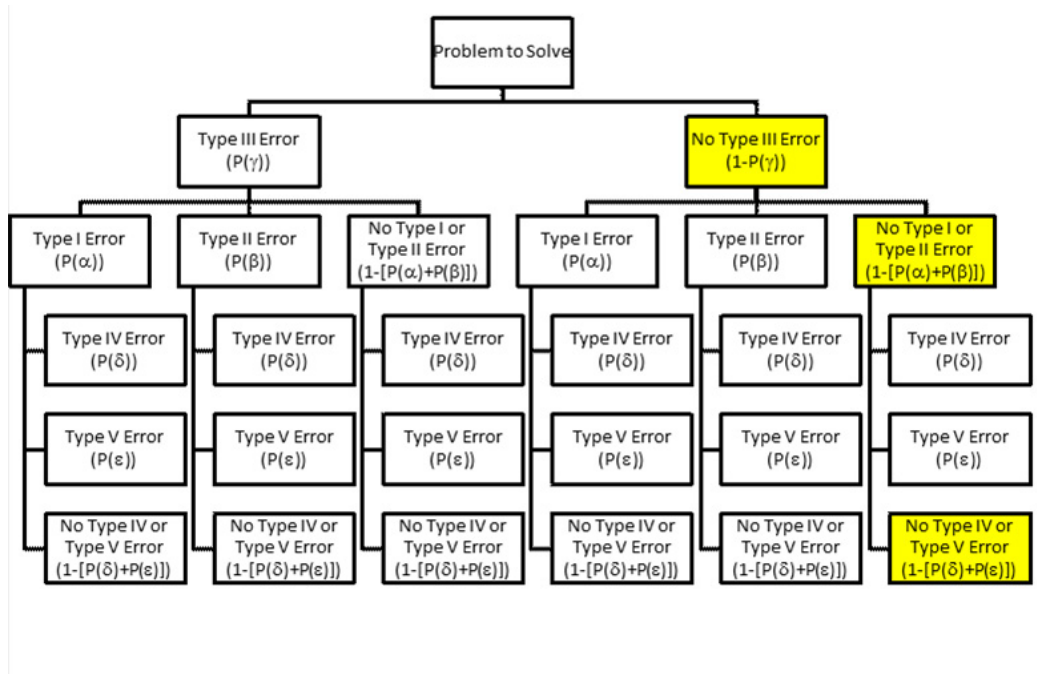 Problem to Solve
Type III Error
(P(γ))
No Type III Error
(1-P(γ))
Type I Error
(P(α))
Type II Error
(P(β))
No Type I or
Type II Error
(1-[P(α)+P(β)])
Type I Error
(P(α))
Type II Error
(P(β))
No Type I or
Type II Error
(1-[P(α)+P(β)])
Type IV Error
(P(δ))
Type IV Error
(P(δ))
Type IV Error
(P(δ))
Type IV Error
(P(δ))
Type IV Error
(P(δ))
Type IV Error
(P(δ))
Type V Error
(P(ε))
Type V Error
(P(ε))
Type V Error
(P(ε))
Type V Error
(P(ε))
Type V Error
(P(ε))
Type V Error
(P(ε))
No Type IV or
Type V Error
(1-[P(δ)+P(ε)])
No Type IV or
Type V Error
(1-[P(δ)+P(ε)])
No Type IV or
Type V Error
(1-[P(δ)+P(ε)])
No Type IV or
Type V Error
(1-[P(δ)+P(ε)])
No Type IV or
Type V Error
(1-[P(δ)+P(ε)])
No Type IV or
Type V Error
(1-[P(δ)+P(ε)])